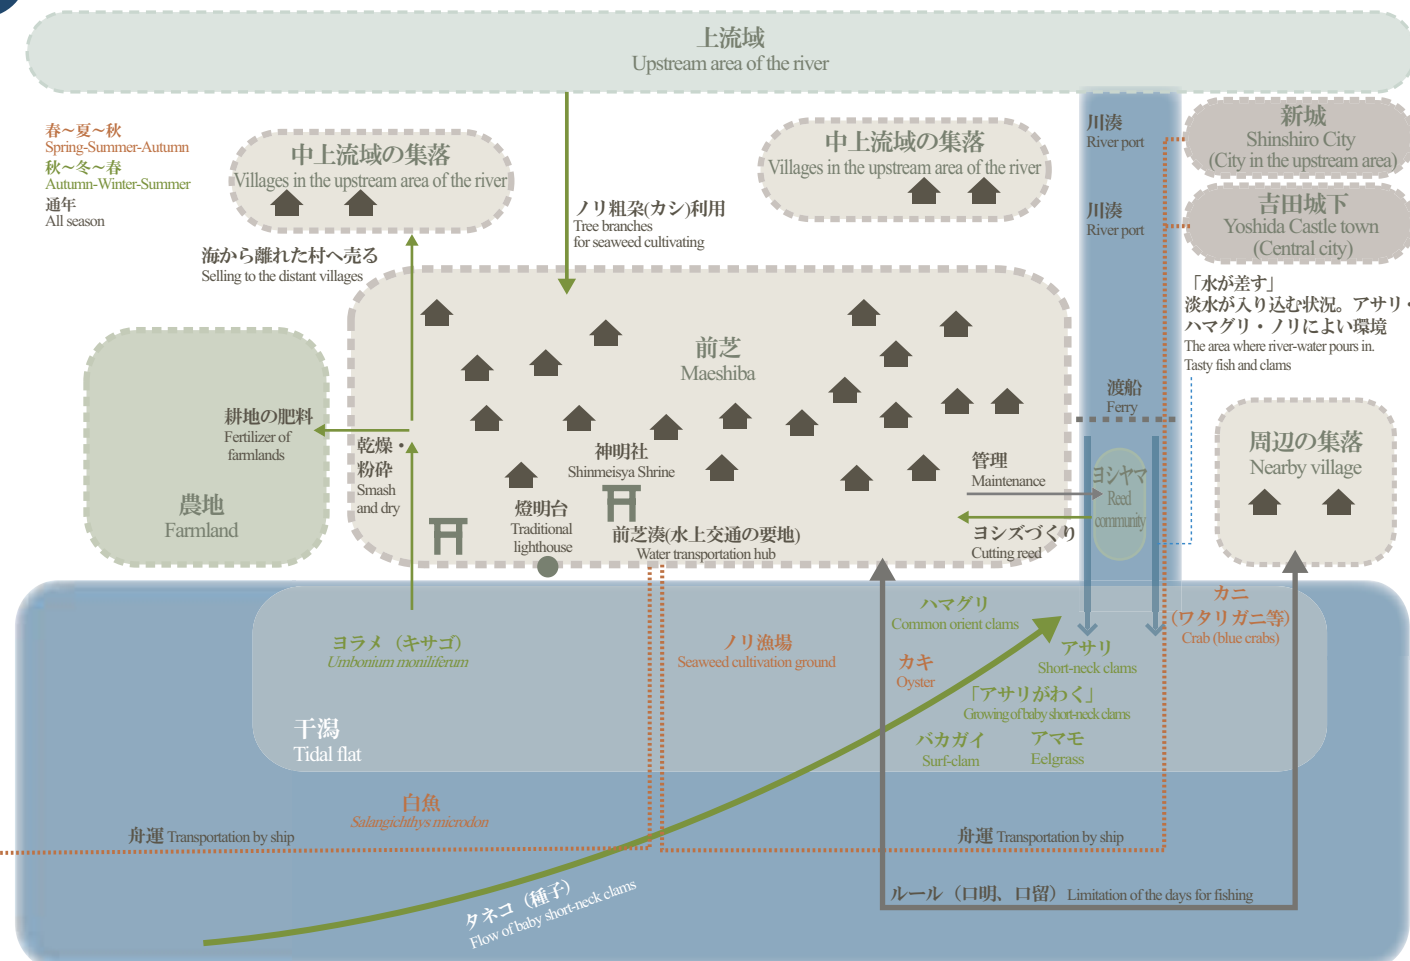 上流域
Upstream area of the river
春～夏～秋
Spring-Summer-Autumn
秋～冬～春
Autumn-Winter-Summer
通年
All season
中上流域の集落
Villages in the upstream area of the river
中上流域の集落
Villages in the upstream area of the river
川湊
River port
新城
Shinshiro City
(City in the upstream area)
川湊
River port
吉田城下
Yoshida Castle town
(Central city)
ノリ粗朶(カシ)利用
Tree branches
for seaweed cultivating
海から離れた村へ売る
Selling to the distant villages
「水が差す」
淡水が入り込む状況。アサリ・
ハマグリ・ノリによい環境
The area where river-water pours in.
Tasty fish and clams
前芝
Maeshiba
渡船
Ferry
耕地の肥料
Fertilizer of
farmlands
農地
Farmland
乾燥・
粉砕
Smash
and dry
神明社
Shinmeisya Shrine
燈明台
Traditional
lighthouse
前芝湊(水上交通の要地)
Water transportation hub
管理
Maintenance
ヨシズづくり
Cutting reed
ヨシヤマ
Reed
community
周辺の集落
Nearby village
ヨラメ（キサゴ）
Umbonium moniliferum
ノリ漁場
Seaweed cultivation ground
ハマグリ
Common orient clams
カキ
Oyster
アサリ
Short-neck clams
カニ
（ワタリガニ等）
Crab (blue crabs)
「アサリがわく」
Growing of baby short-neck clams
バカガイ
Surf-clam
アマモ
Eelgrass
干潟
Tidal flat
白魚
Salangichthys microdon
舟運 Transportation by ship
舟運 Transportation by ship
タネコ（種子）
Flow of baby short-neck clams
ルール（口明、口留） Limitation of the days for fishing